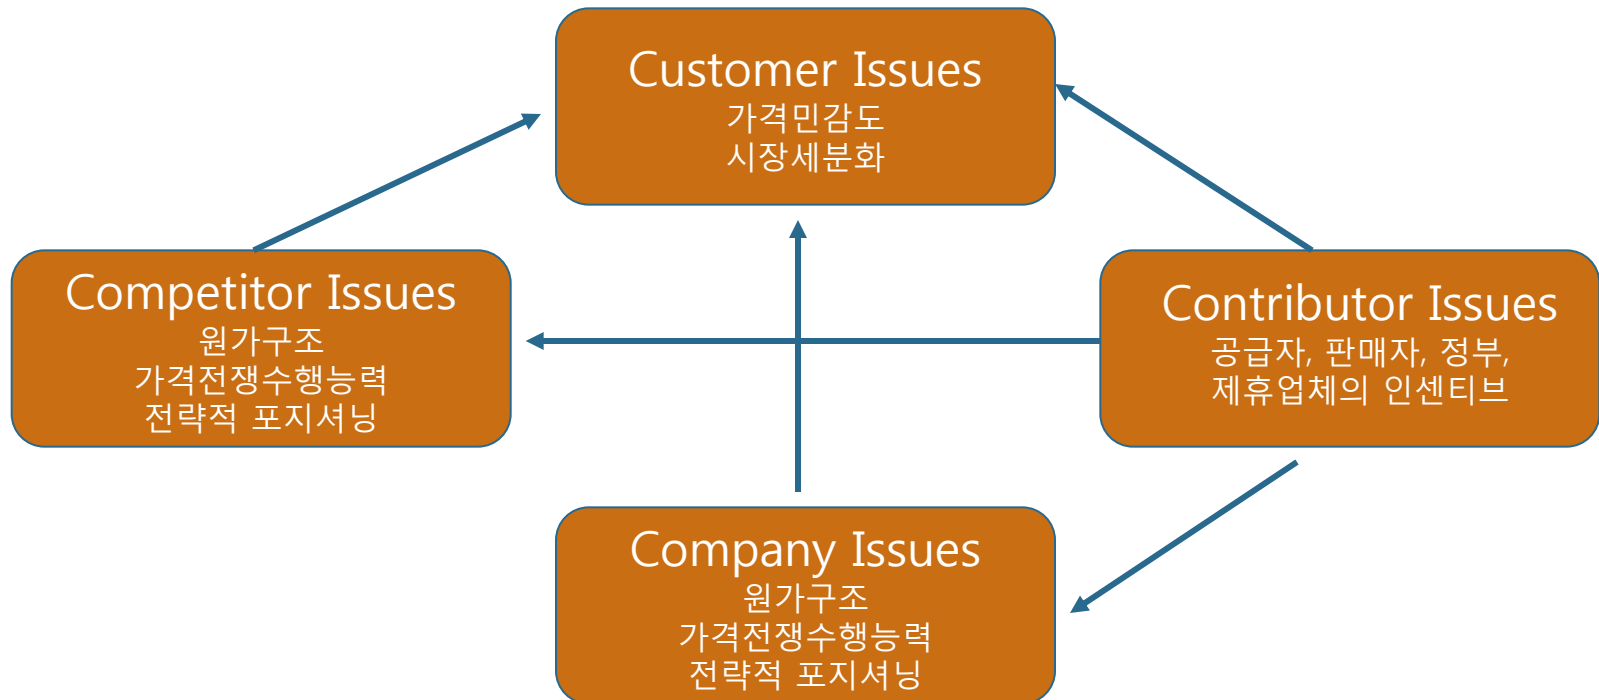 Customer Issues
가격민감도
시장세분화
Competitor Issues
원가구조
가격전쟁수행능력
전략적 포지셔닝
Contributor Issues
공급자, 판매자, 정부,
제휴업체의 인센티브
Company Issues
원가구조
가격전쟁수행능력
전략적 포지셔닝